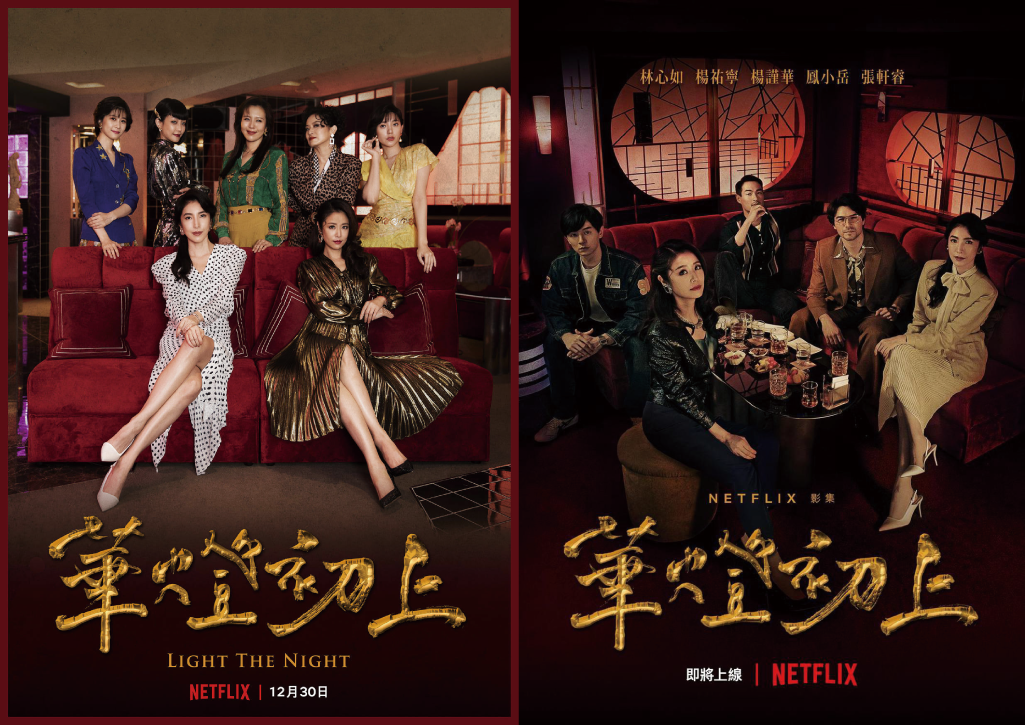 華燈初上
LIGHT THE NIGHT
NETFLIX | 12月30日
林心如 楊祐寧 楊謹華 鳳小岳 張軒睿
NETFLIX 影集
華燈初上
即將上線 | NETFLIX